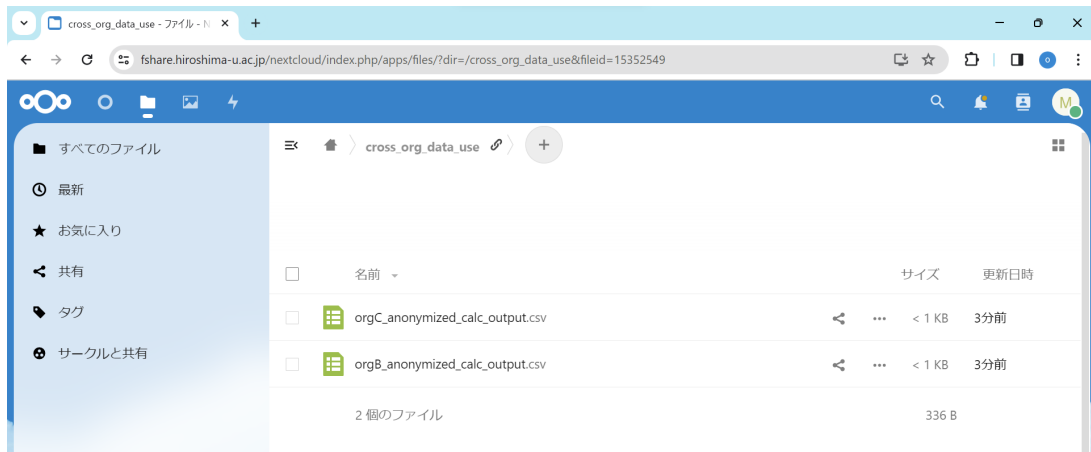 cross_org_data_use - ファイル - N
fshare.hiroshima-u.ac.jp/nextcloud/index.php/apps/files/?dir=/cross_org_data_use&fileid=15352549
M
すべてのファイル
最新
お気に入り
共有
タグ
サークルと共有
cross_org_data_use
名前 サイズ 更新日時
orgC_anonymized_calc_output.csv < 1 KB 3分前
orgB_anonymized_calc_output.csv < 1 KB 3分前
2 個のファイル 336 B